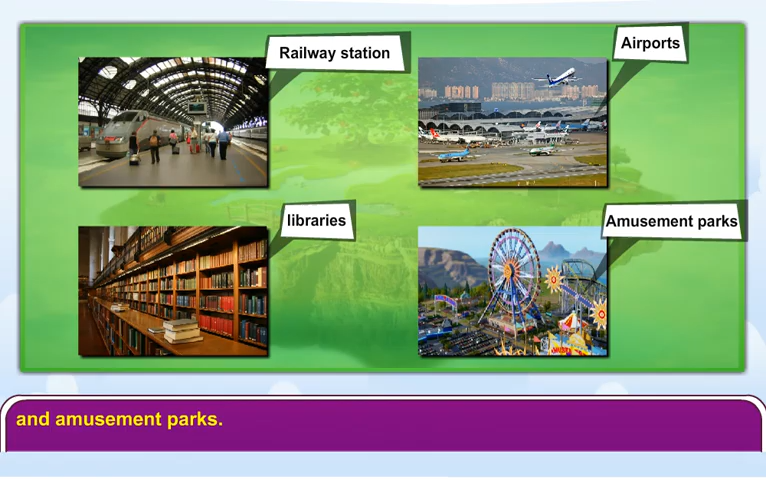 Railway station
Airports
libraries
Amusement parks
and amusement parks.